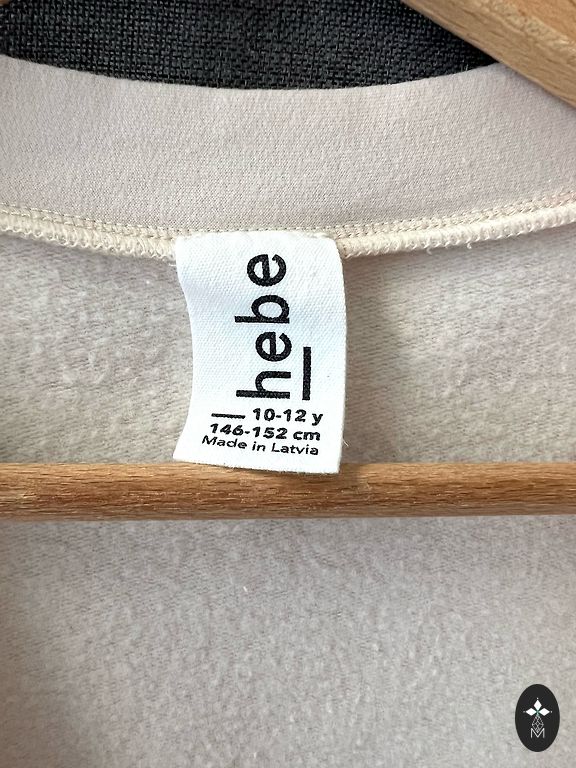 hebe
10-12 y
146-152 cm
Made in Latvia
M